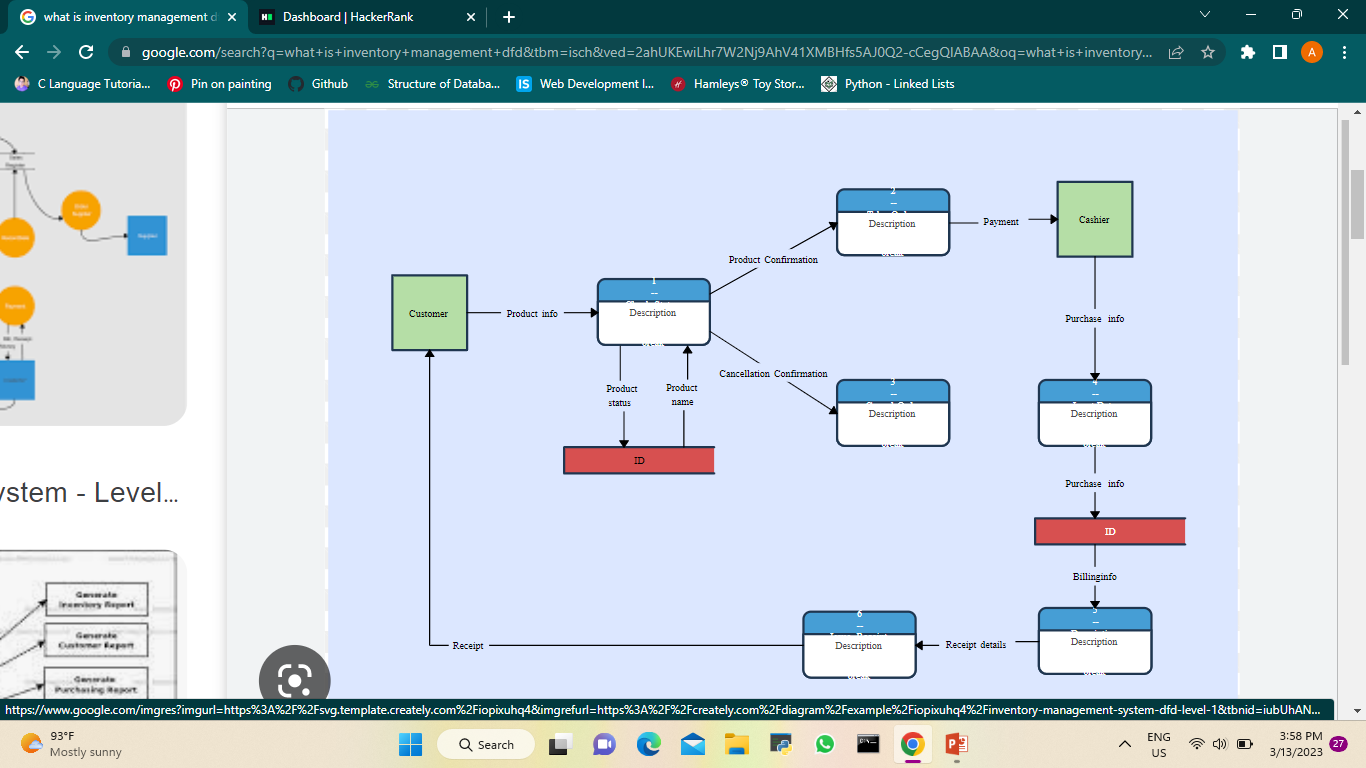 what is inventory management d
Dashboard | HackerRank
google.com/search?q=what+is+inventory+management+dfd&tbm=isch&ved=2ahUKEwiLhr7W2Nj9AhV41XMBHfs5AJ0Q2-cCegQIABAA&oq=what+is+inventory...
A
C Language Tutoria...
Pin on painting
Github
Structure of Databa...
IS
Web Development I...
Hamleys® Toy Stor...
Python - Linked Lists
2
Description
Payment
Cashier
Product Confirmation
Customer
Product info
1
Description
Purchase info
Product status
Product name
Cancellation Confirmation
3
Description
4
Description
ID
Purchase info
ID
Billinginfo
5
Description
Receipt details
6
Description
Receipt
ystem - Level...
Generate
Inventory Report
Generate
Customer Report
Generate
Purchasing Report
https://www.google.com/imgres?imgurl=https%3A%2F%2Fsvg.template.creately.com%2Fiopixuhq4&imgrefurl=https%3A%2F%2Fcreately.com%2Fdiagram%2Fexample%2Fiopixuhq4%2Finventory-management-system-dfd-level-1&tbnid=iubUhAN...
93°F
Mostly sunny
Search
ENG
US
3:58 PM
3/13/2023
27